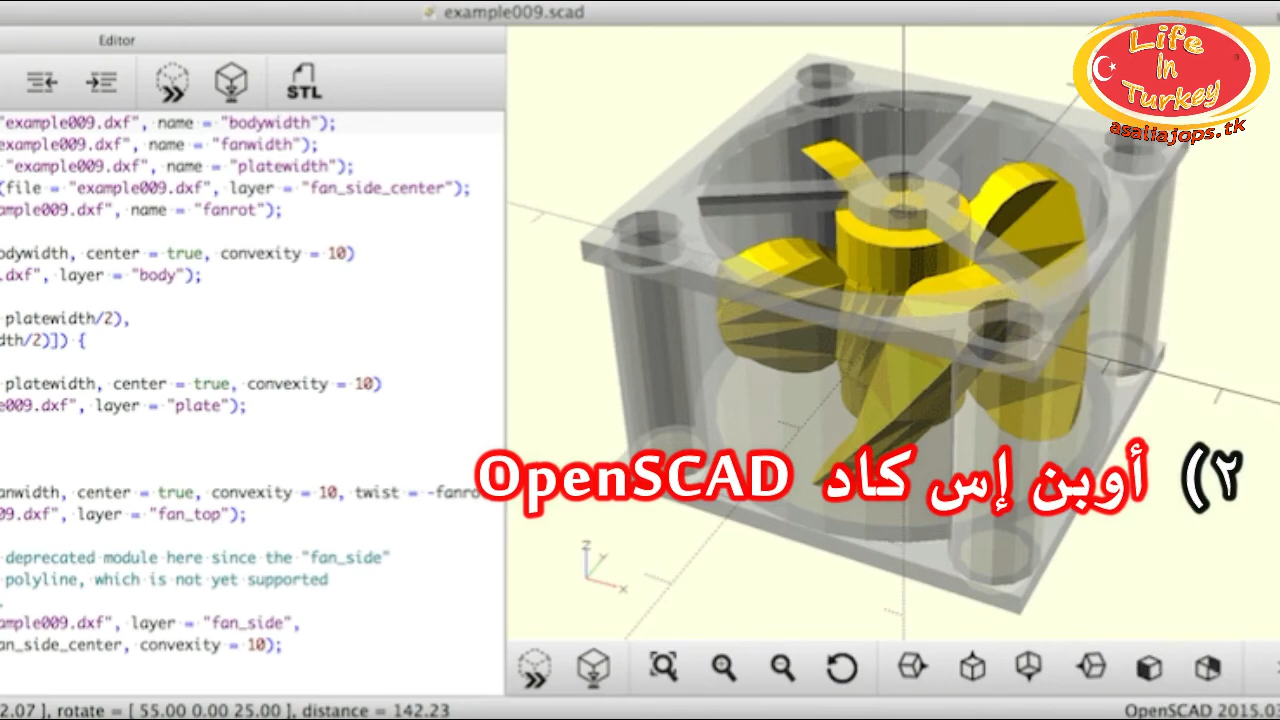 example009.scad
Editor
STL
"example009.dxf", name = "bodywidth");
example009.dxf", name = "fanwidth");
"example009.dxf", name = "platewidth");
(file = "example009.dxf", layer = "fan_side_center");
ample009.dxf", name = "fanrot");
odywidth, center = true, convexity = 10)
.dxf", layer = "body");
platewidth/2),
dth/2)]) {
platewidth, center = true, convexity = 10)
e009.dxf", layer = "plate");
anwidth, center = true, convexity = 10, twist = -fanro
09.dxf", layer = "fan_top");
deprecated module here since the "fan_side"
polyline, which is not yet supported
ample009.dxf", layer = "fan_side",
an_side_center, convexity = 10);
2.07 ], rotate = [ 55.00 0.00 25.00 ], distance = 142.23
Life
In
Turkey
asallajops.tk
٢) أوبن إس كاد OpenSCAD
Z
Y
X
OpenSCAD 2015.03